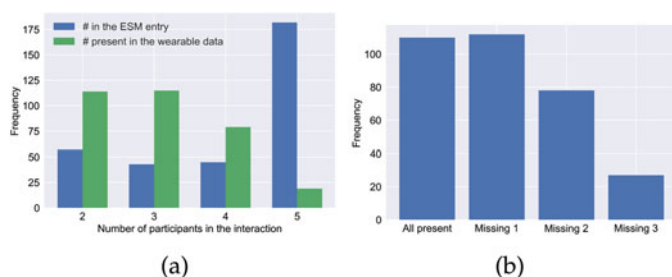 # in the ESM entry
# present in the wearable data
Frequency
175
150
125
100
75
50
25
0
2 3 4 5
Number of participants in the interaction
(a)
Frequency
100
80
60
40
20
0
All present Missing 1 Missing 2 Missing 3
(b)